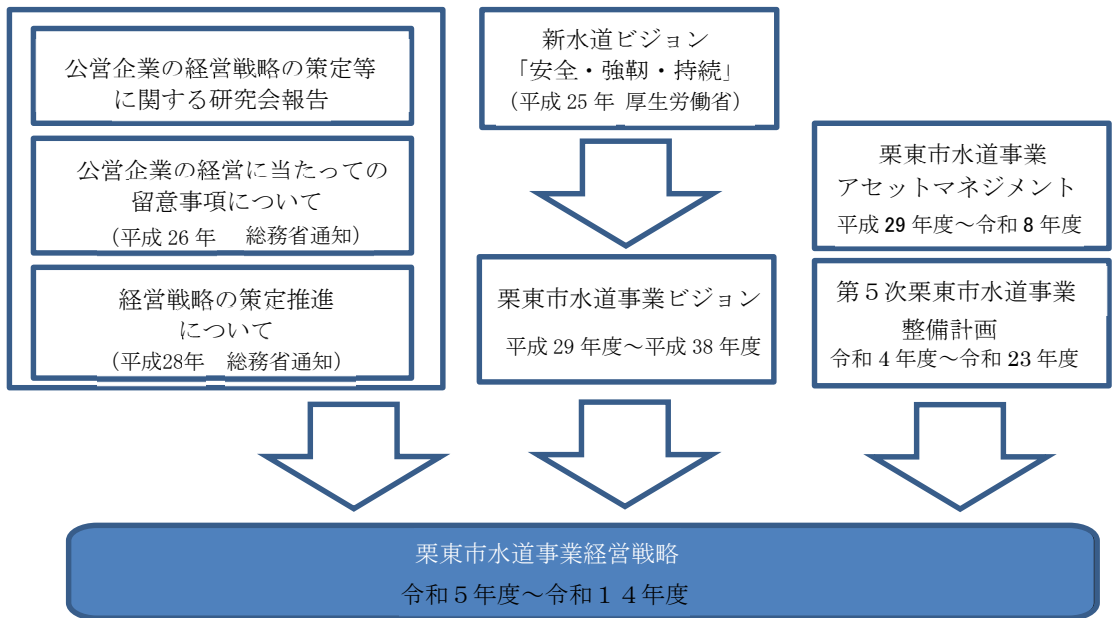 公営企業の経営戦略の策定等
に関する研究会報告
公営企業の経営に当たっての
留意事項について
（平成 26 年　総務省通知）
経営戦略の策定推進
について
（平成28年　総務省通知）
新水道ビジョン
「安全・強靭・持続」
（平成 25 年 厚生労働省）
栗東市水道事業ビジョン
平成 29 年度～平成 38 年度
栗東市水道事業
アセットマネジメント
平成 29 年度～令和 8 年度
第５次栗東市水道事業
整備計画
令和 4 年度～令和 23 年度
栗東市水道事業経営戦略
令和５年度～令和１４年度